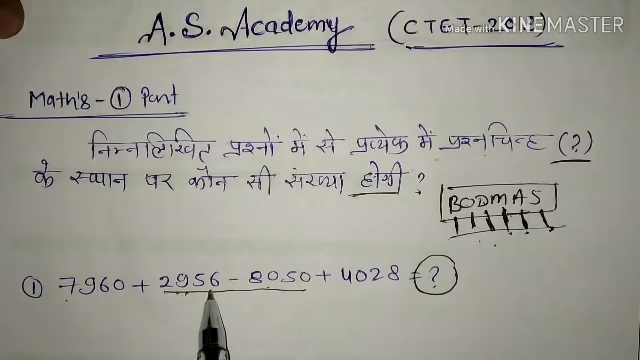 A.S. Academy (CTET-
Made with KINEMASTER
Math's - ① Part
निम्नलिखित प्रश्नों में से प्रत्येक में प्रश्नचिन्ह (?)
के स्थान पर कौन सी संख्या होगी ?
BODMAS
① 7960 + 2956 - 8050 + 4028 = ?